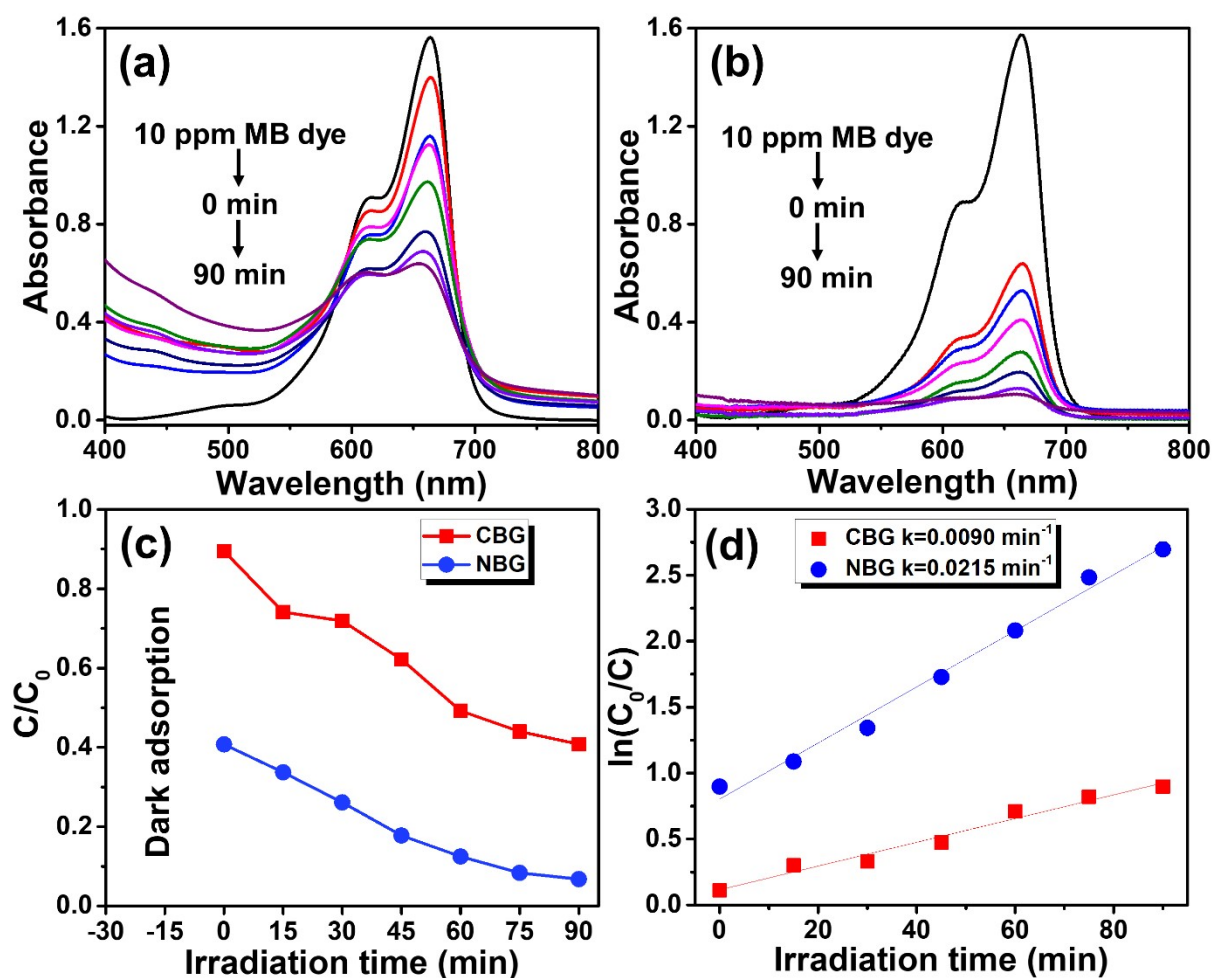 (a)
10 ppm MB dye
0 min
90 min
Absorbance
1.6
1.2
0.8
0.4
0.0
400 500 600 700 800
Wavelength (nm)
(b)
10 ppm MB dye
0 min
90 min
Absorbance
1.6
1.2
0.8
0.4
0.0
400 500 600 700 800
Wavelength (nm)
(c)
CBG
NBG
Dark adsorption
C/C₀
1.0
0.8
0.6
0.4
0.2
0.0
-30 -15 0 15 30 45 60 75 90
Irradiation time (min)
(d)
CBG k=0.0090 min⁻¹
NBG k=0.0215 min⁻¹
ln(C₀/C)
3.0
2.5
2.0
1.5
1.0
0.5
0.0
0 20 40 60 80
Irradiation time (min)